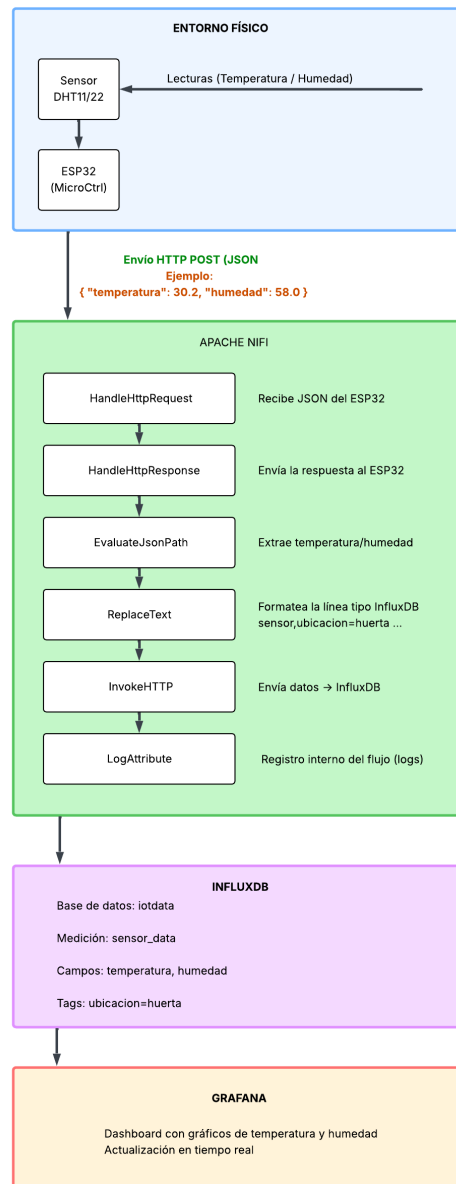 ENTORNO FÍSICO
Lecturas (Temperatura / Humedad)
Sensor
DHT11/22
ESP32
(MicroCtrl)
Envío HTTP POST (JSON
Ejemplo:
{ "temperatura": 30.2, "humedad": 58.0 }
APACHE NIFI
HandleHttpRequest
Recibe JSON del ESP32
HandleHttpResponse
Envía la respuesta al ESP32
EvaluateJsonPath
Extrae temperatura/humedad
ReplaceText
Formatea la línea tipo InfluxDB
sensor,ubicacion=huerta ...
InvokeHTTP
Envía datos → InfluxDB
LogAttribute
Registro interno del flujo (logs)
INFLUXDB
Base de datos: iotdata
Medición: sensor_data
Campos: temperatura, humedad
Tags: ubicacion=huerta
GRAFANA
Dashboard con gráficos de temperatura y humedad
Actualización en tiempo real